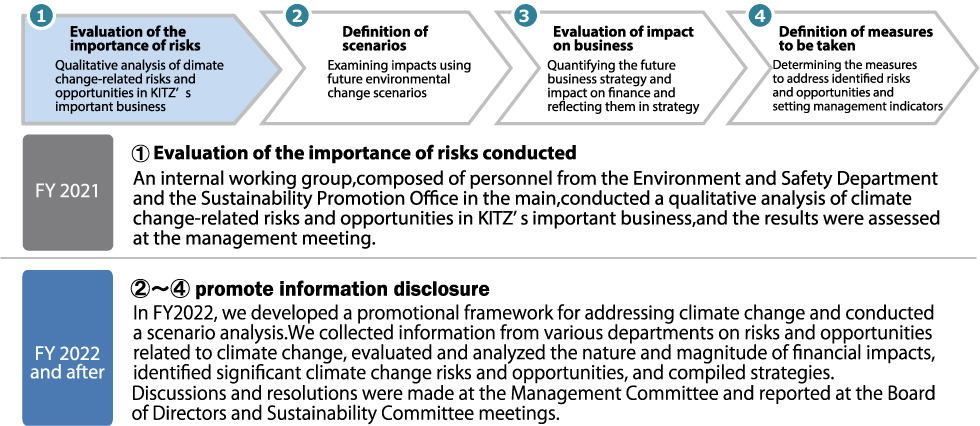 1
Evaluation of the
importance of risks
Qualitative analysis of dimate
change-related risks and
opportunities in KITZ’s
important business
2
Definition of
scenarios
Examining impacts using
future environmental
change scenarios
3
Evaluation of impact
on business
Quantifying the future
business strategy and
impact on finance and
reflecting them in strategy
4
Definition of measures
to be taken
Determining the measures
to address identified risks
and opportunities and
setting management indicators
FY 2021
① Evaluation of the importance of risks conducted
An internal working group,composed of personnel from the Environment and Safety Department
and the Sustainability Promotion Office in the main,conducted a qualitative analysis of climate
change-related risks and opportunities in KITZ’s important business,and the results were assessed
at the management meeting.
FY 2022
and after
②～④ promote information disclosure
In FY2022, we developed a promotional framework for addressing climate change and conducted
a scenario analysis.We collected information from various departments on risks and opportunities
related to climate change, evaluated and analyzed the nature and magnitude of financial impacts,
identified significant climate change risks and opportunities, and compiled strategies.
Discussions and resolutions were made at the Management Committee and reported at the Board
of Directors and Sustainability Committee meetings.